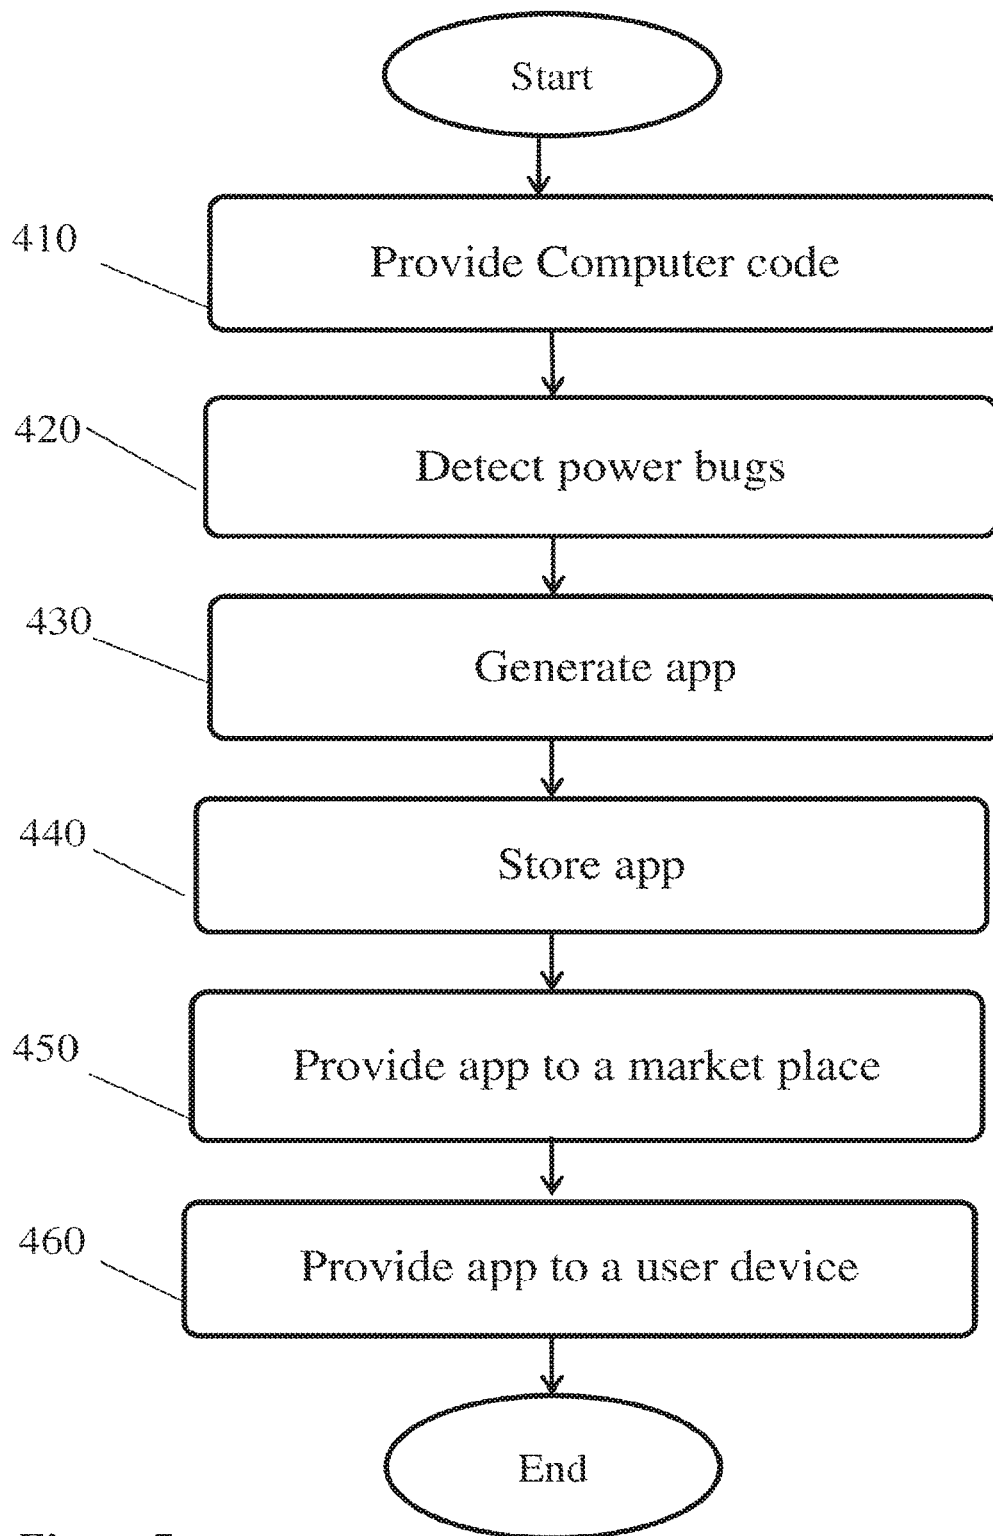 Start
410
Provide Computer code
420
Detect power bugs
430
Generate app
440
Store app
450
Provide app to a market place
460
Provide app to a user device
End